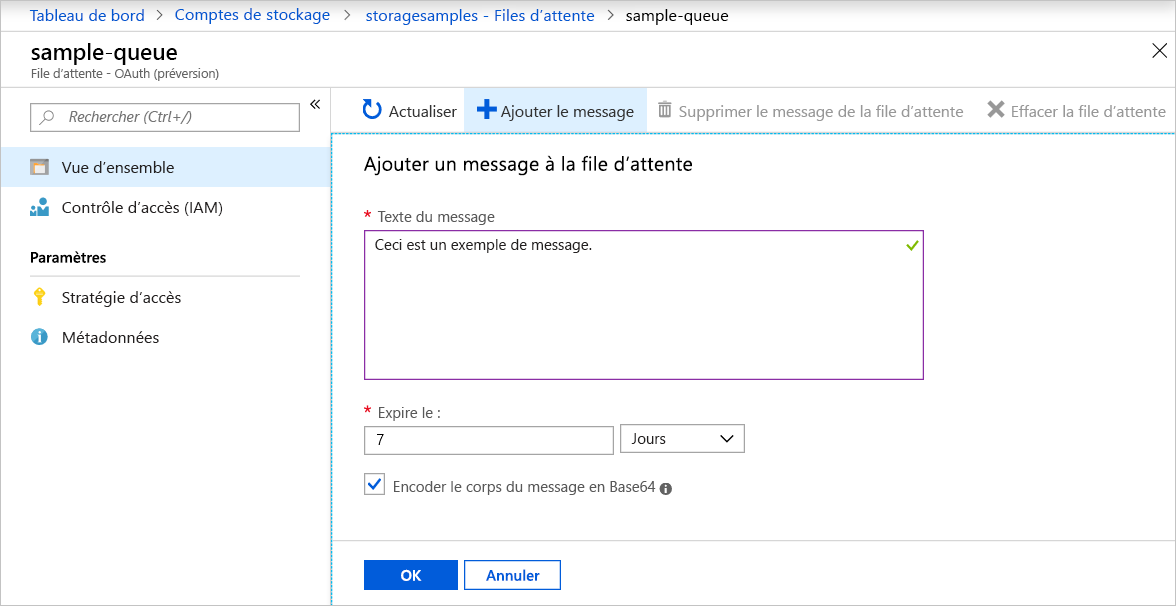 Tableau de bord > Comptes de stockage > storagesamples - Files d’attente > sample-queue
sample-queue
File d’attente - OAuth (préversion)
Rechercher (Ctrl+/)
«
Vue d’ensemble
Contrôle d’accès (IAM)
Paramètres
Stratégie d’accès
Métadonnées
Actualiser Ajouter le message Supprimer le message de la file d’attente Effacer la file d’attente
Ajouter un message à la file d’attente
* Texte du message
Ceci est un exemple de message.
* Expire le :
7 Jours
Encoder le corps du message en Base64
OK Annuler